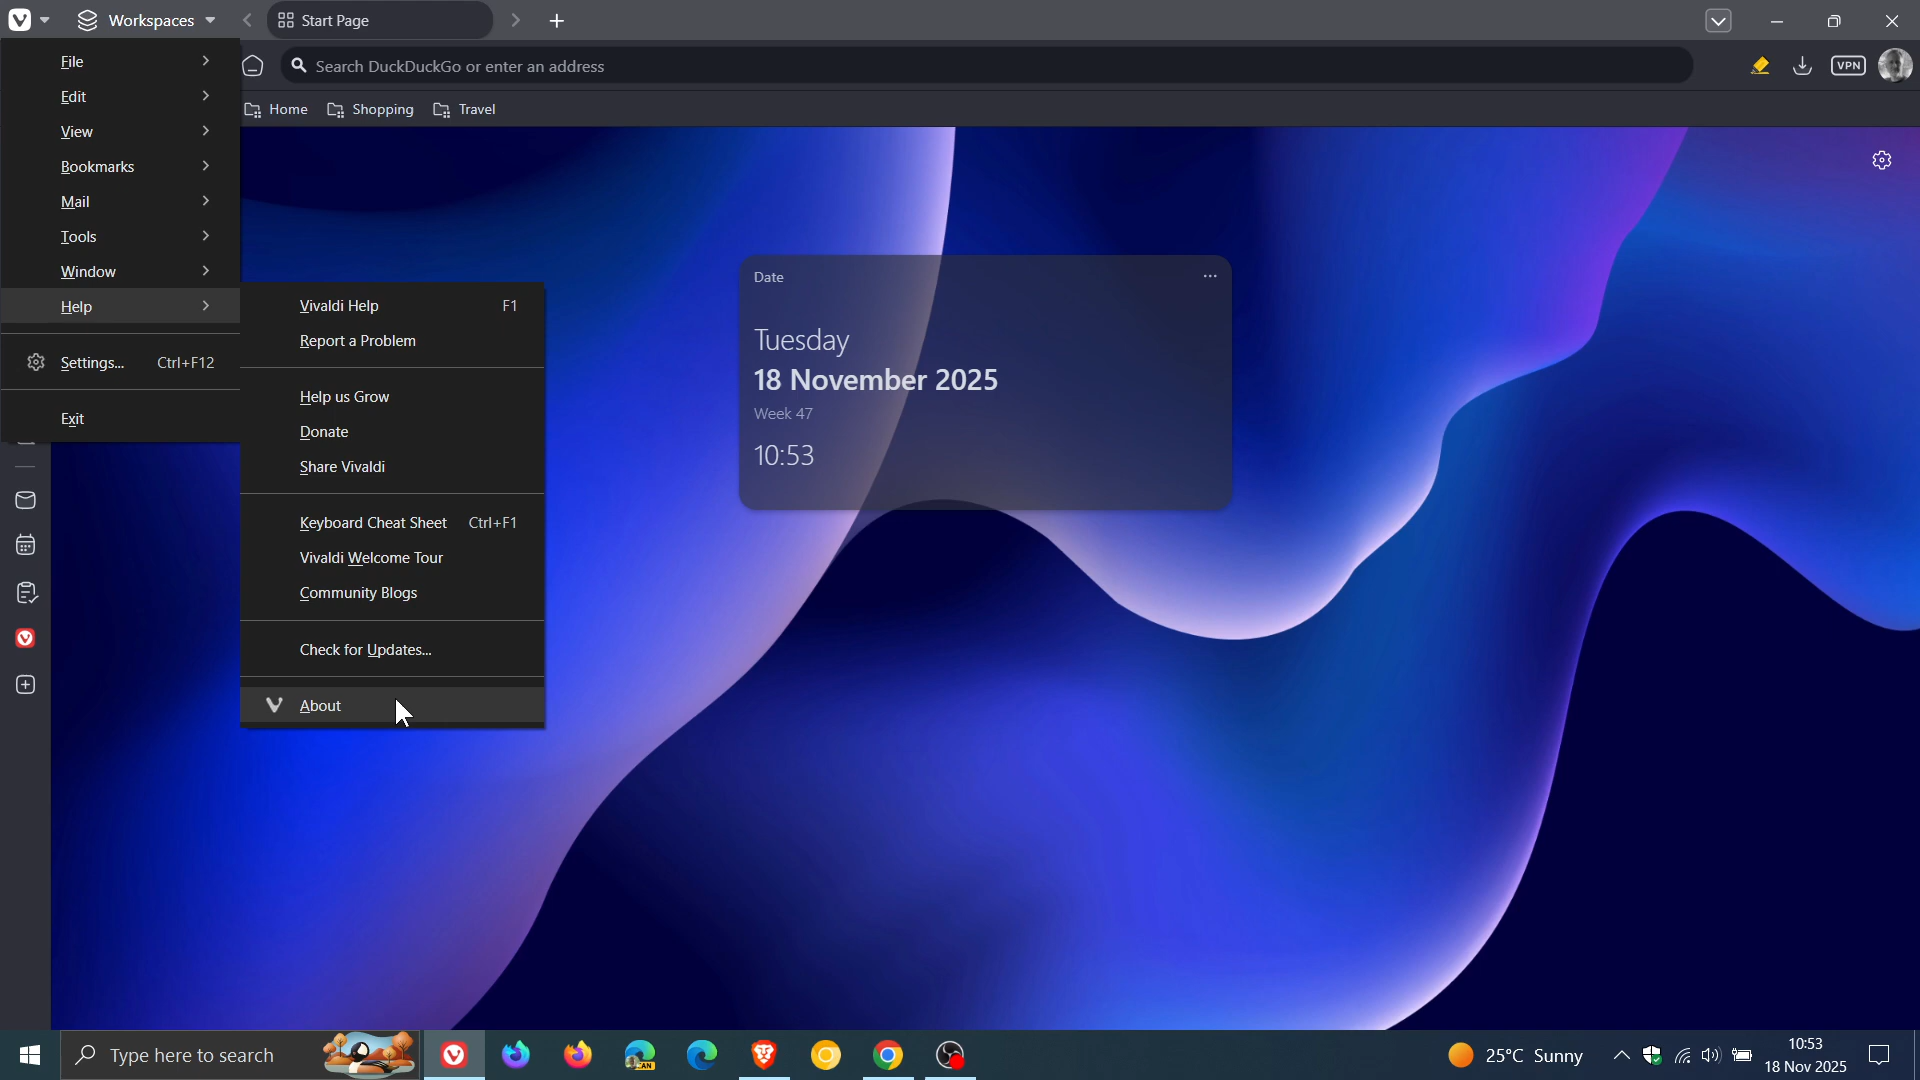 Workspaces
Start Page
Search DuckDuckGo or enter an address
VPN
Home
Shopping
Travel
File
Edit
View
Bookmarks
Mail
Tools
Window
Help
Settings... Ctrl+F12
Exit
Vivaldi Help F1
Report a Problem
Help us Grow
Donate
Share Vivaldi
Keyboard Cheat Sheet Ctrl+F1
Vivaldi Welcome Tour
Community Blogs
Check for Updates...
About
Date
Tuesday
18 November 2025
Week 47
10:53
Type here to search
CAN
25°C Sunny
10:53
18 Nov 2025